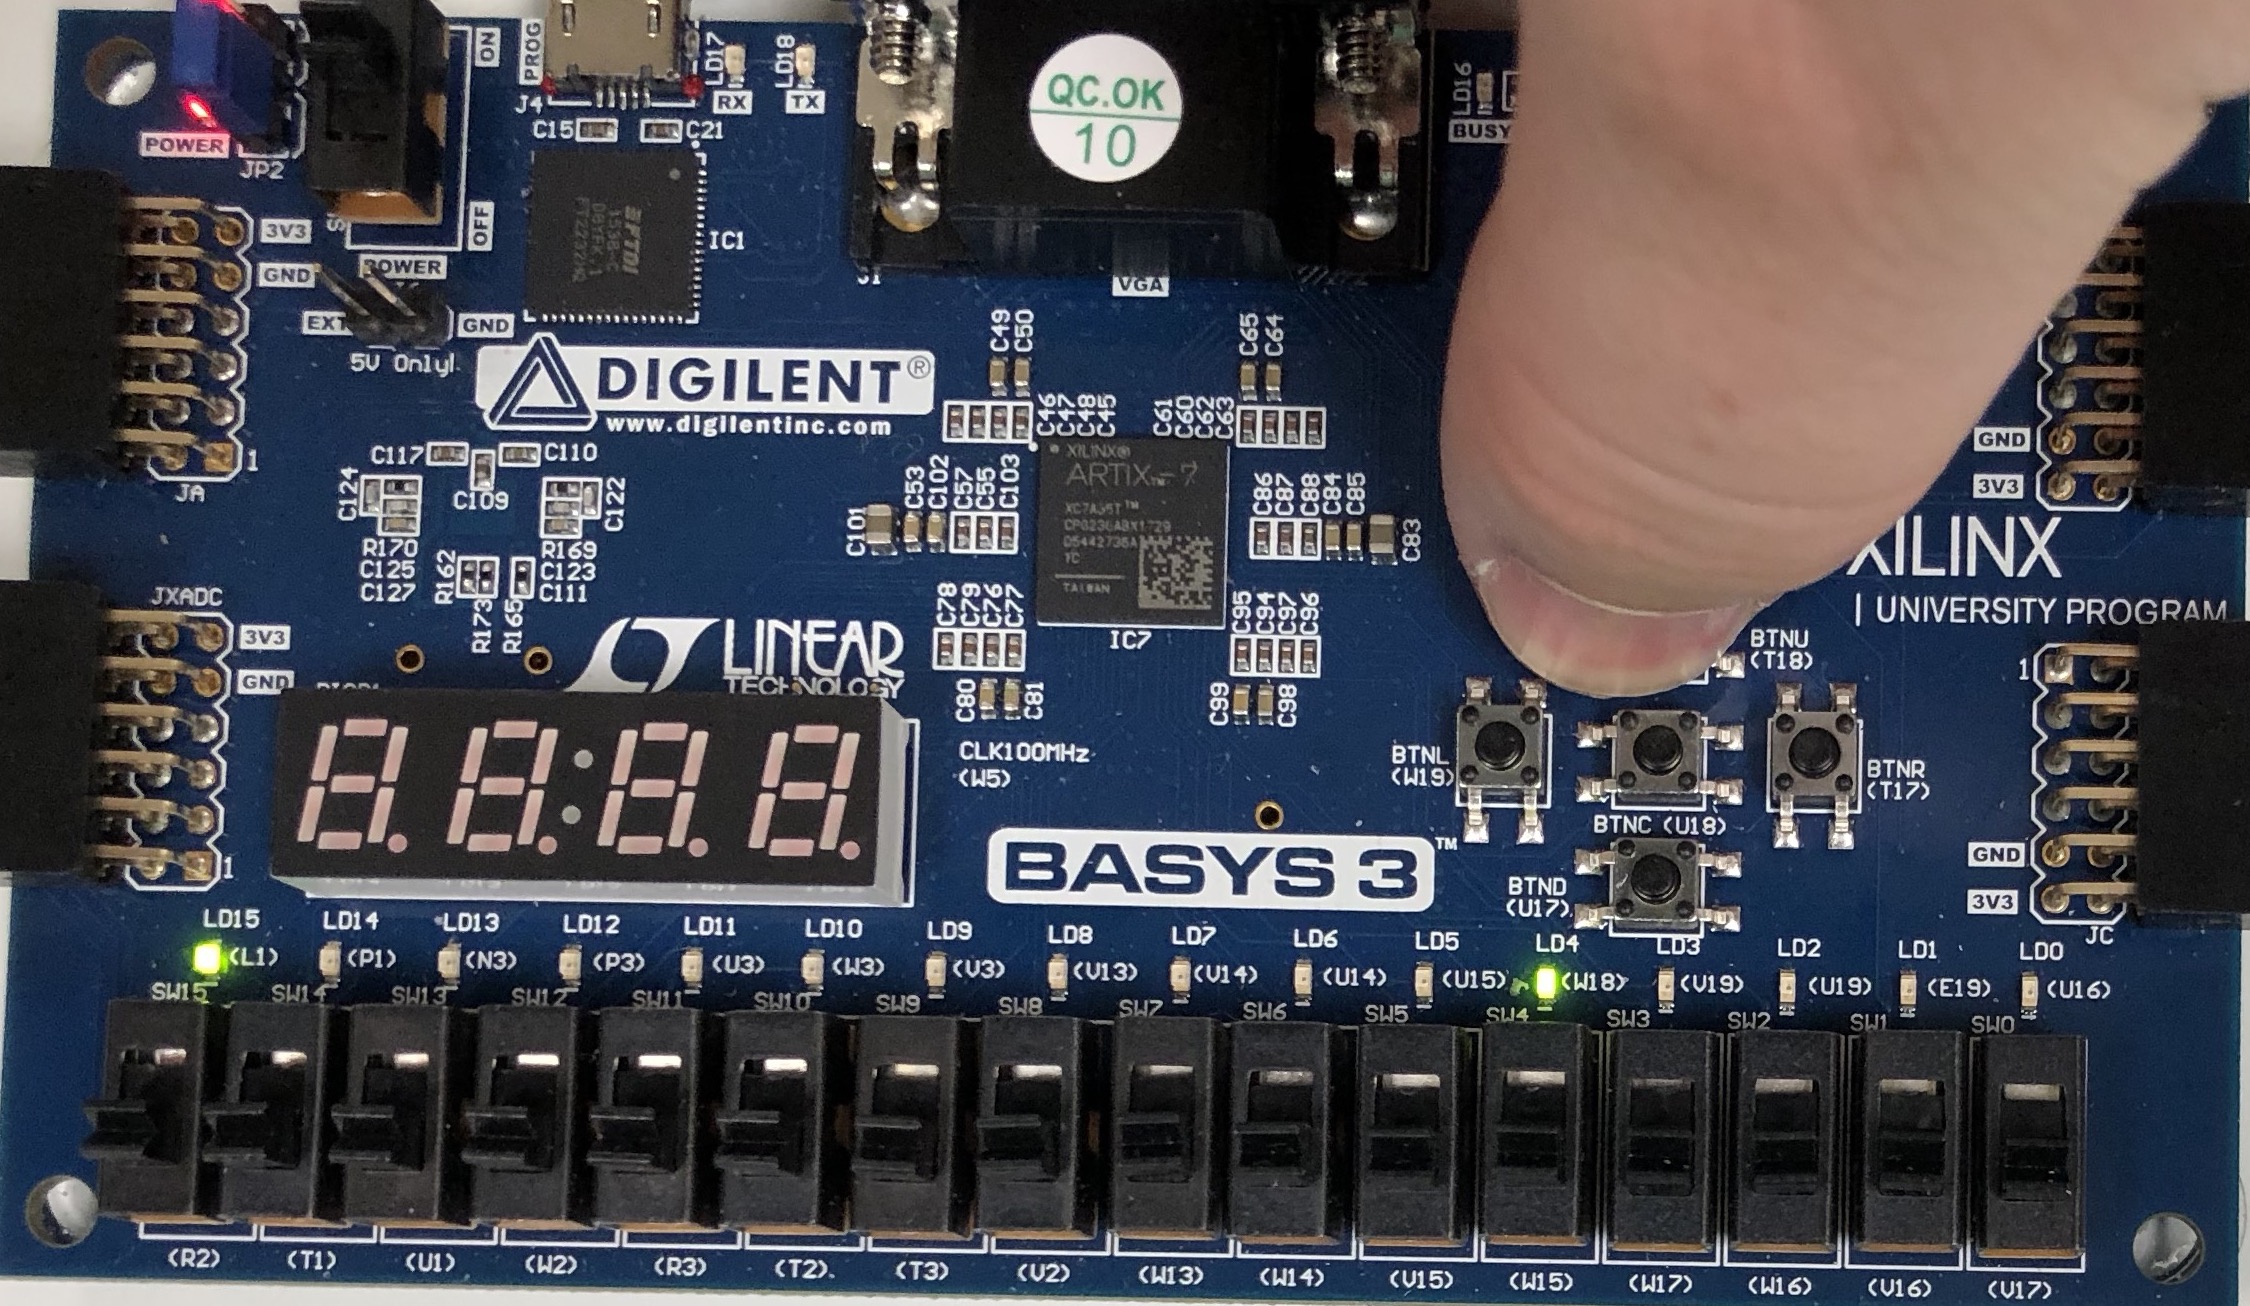 PROG
ON
LD17
LD18
RX
TX
QC.OK
10
LD16
BUSY
J4
C15
C21
POWER
JP2
OFF
3V3
GND
POWER
EXT
GND
5V Only!
IC1
FTDI
J1
VGA
DIGILENT®
www.digilentinc.com
C49
C50
C65
C64
C46
C47
C48
C45
C61
C60
C62
C63
1
JA
C117
C110
C109
C124
C122
R170
C125
C127
R162
R173
R165
R169
C123
C111
C101
C53
C102
C57
C55
C103
XILINX®
ARTIX-7
XC7A35T™
TAIWAN
IC7
C86
C87
C88
C84
C85
C83
C78
C79
C76
C77
C95
C94
C97
C96
C80
C81
C99
C98
GND
3V3
XILINX
UNIVERSITY PROGRAM
JXADC
3V3
GND
1
LINEAR
TECHNOLOGY
CLK100MHz
(W5)
BTNU
(T18)
BTNL
(W19)
BTNR
(T17)
BTNC (U18)
BTND
(U17)
1
GND
3V3
JC
BASYS 3™
LD15 LD14 LD13 LD12 LD11 LD10 LD9 LD8 LD7 LD6 LD5 LD4 LD3 LD2 LD1 LD0
(L1) (P1) (N3) (P3) (U3) (W3) (V3) (V13) (V14) (U14) (U15) (W18) (V19) (U19) (E19) (U16)
SW15 SW14 SW13 SW12 SW11 SW10 SW9 SW8 SW7 SW6 SW5 SW4 SW3 SW2 SW1 SW0
(R2) (T1) (U1) (W2) (R3) (T2) (T3) (V2) (W13) (W14) (V15) (W15) (W17) (W16) (V16) (V17)